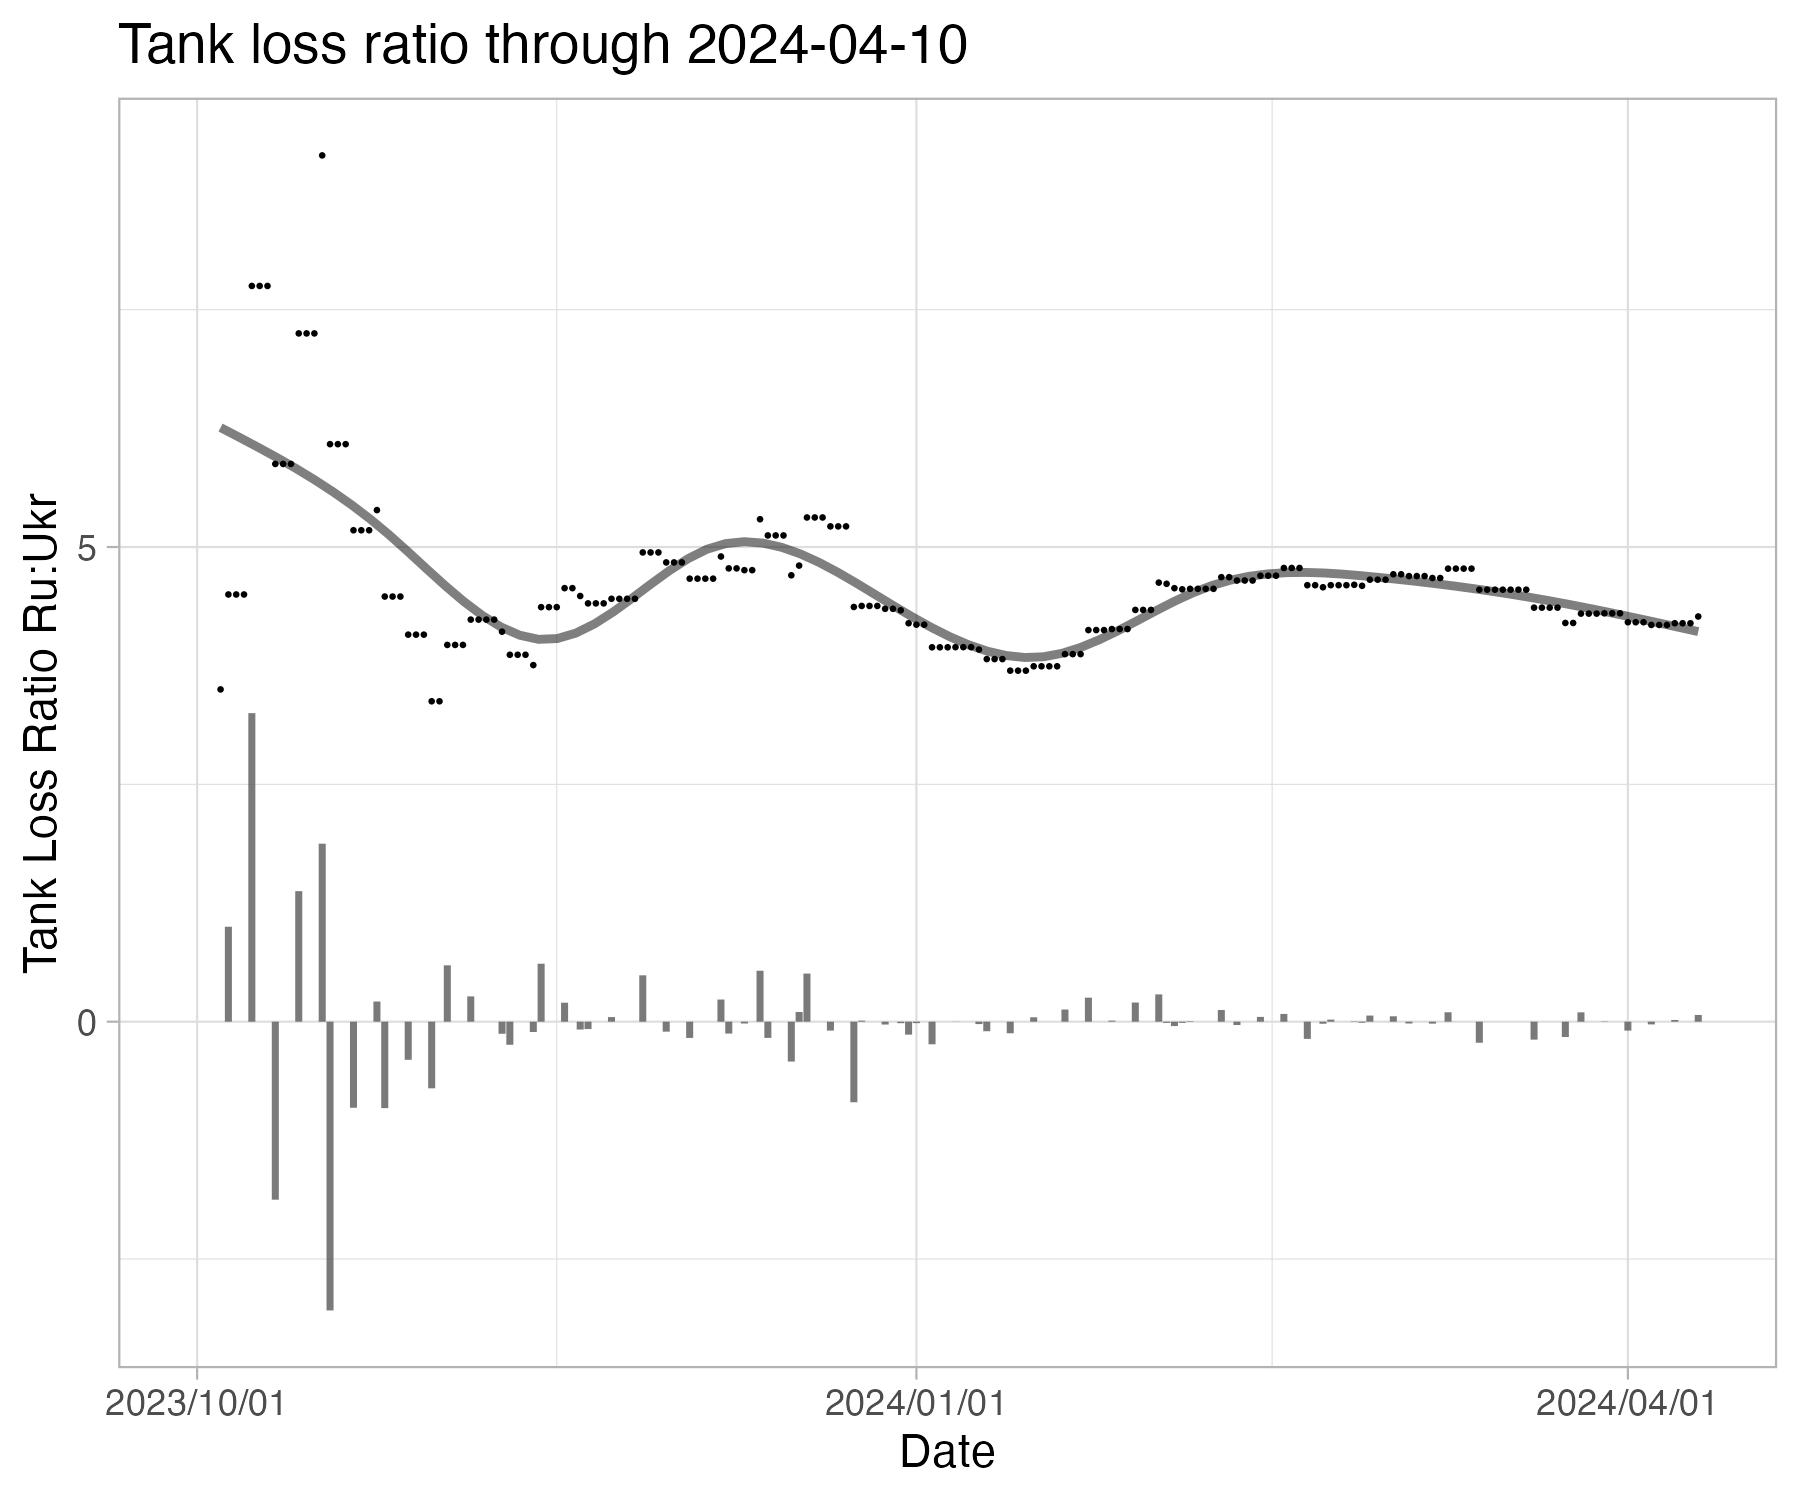 Tank loss ratio through 2024-04-10
Tank Loss Ratio Ru:Ukr
5
0
2023/10/01
2024/01/01
2024/04/01
Date